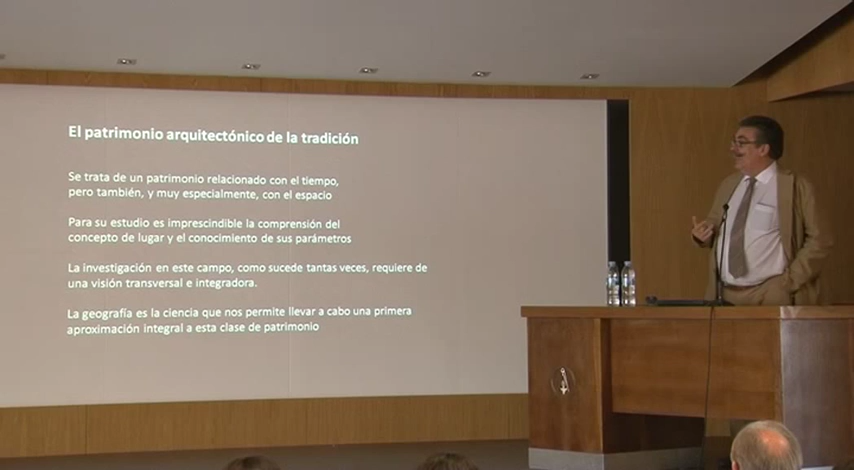 El patrimonio arquitectónico de la tradición
Se trata de un patrimonio relacionado con el tiempo,
pero también, y muy especialmente, con el espacio
Para su estudio es imprescindible la comprensión del
concepto de lugar y el conocimiento de sus parámetros
La investigación en este campo, como sucede tantas veces, requiere de
una visión transversal e integradora.
La geografía es la ciencia que nos permite llevar a cabo una primera
aproximación integral a esta clase de patrimonio